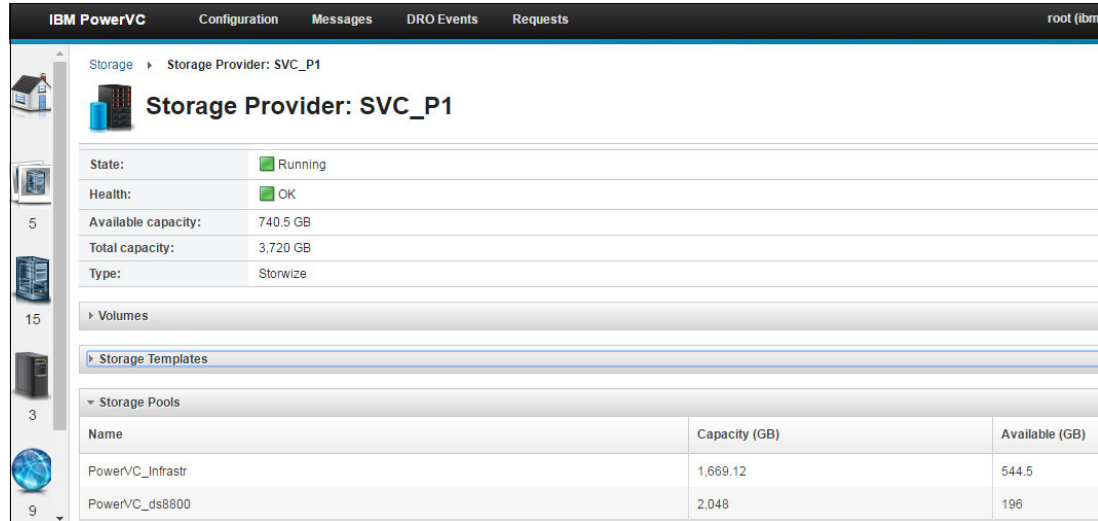 IBM PowerVC Configuration Messages DRO Events Requests root (ibm
Storage Storage Provider: SVC_P1
Storage Provider: SVC_P1
State: Running
Health: OK
5 Available capacity: 740.5 GB
Total capacity: 3,720 GB
Type: Storwize
15 Volumes
Storage Templates
3 Storage Pools
Name Capacity (GB) Available (GB)
PowerVC_Infrastr 1,669.12 544.5
9 PowerVC_ds8800 2,048 196